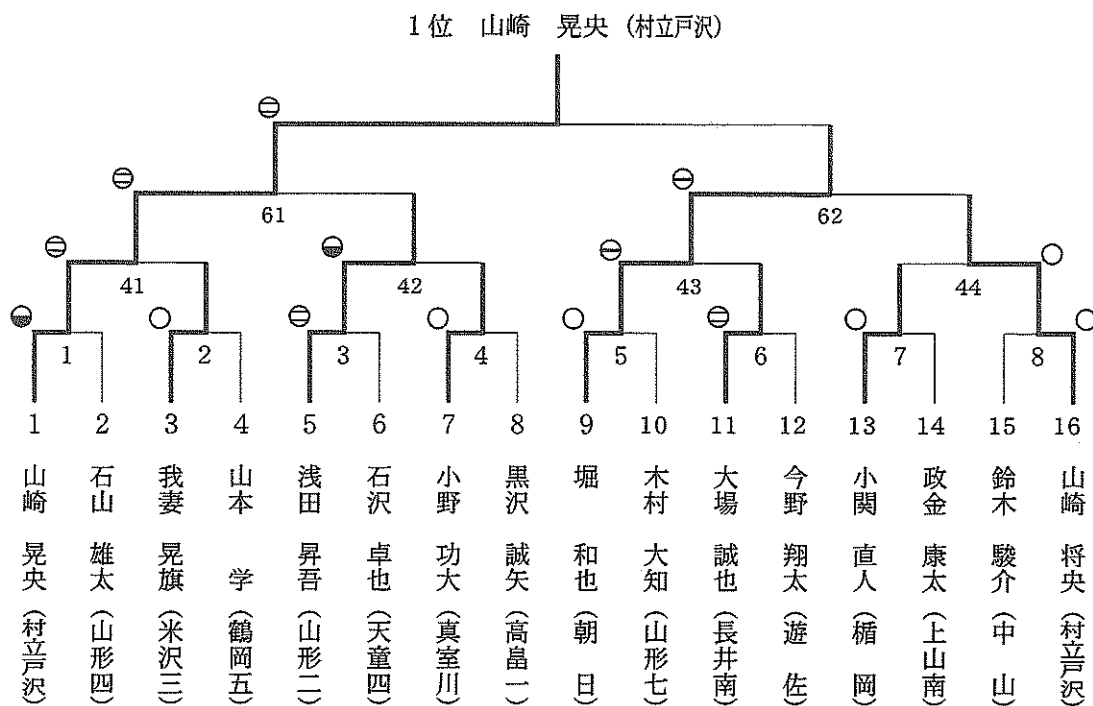 1位 山崎 晃央 (村立戸沢)
61 62
41 42 43 44
1 2 3 4 5 6 7 8
1 2 3 4 5 6 7 8 9 10 11 12 13 14 15 16
山崎 晃央 (村立戸沢)
石山 雄太 (山形四)
我妻 晃旗 (米沢三)
山本 学 (鶴岡五)
浅田 昇吾 (山形二)
石沢 卓也 (天童四)
小野 功大 (真室川)
黒沢 誠矢 (高畠一)
堀 和也 (朝日)
木村 大知 (山形七)
大場 誠也 (長井南)
今野 翔太 (遊佐)
小関 直人 (楯岡)
政金 康太 (上山南)
鈴木 駿介 (中山)
山崎 将央 (村立戸沢)